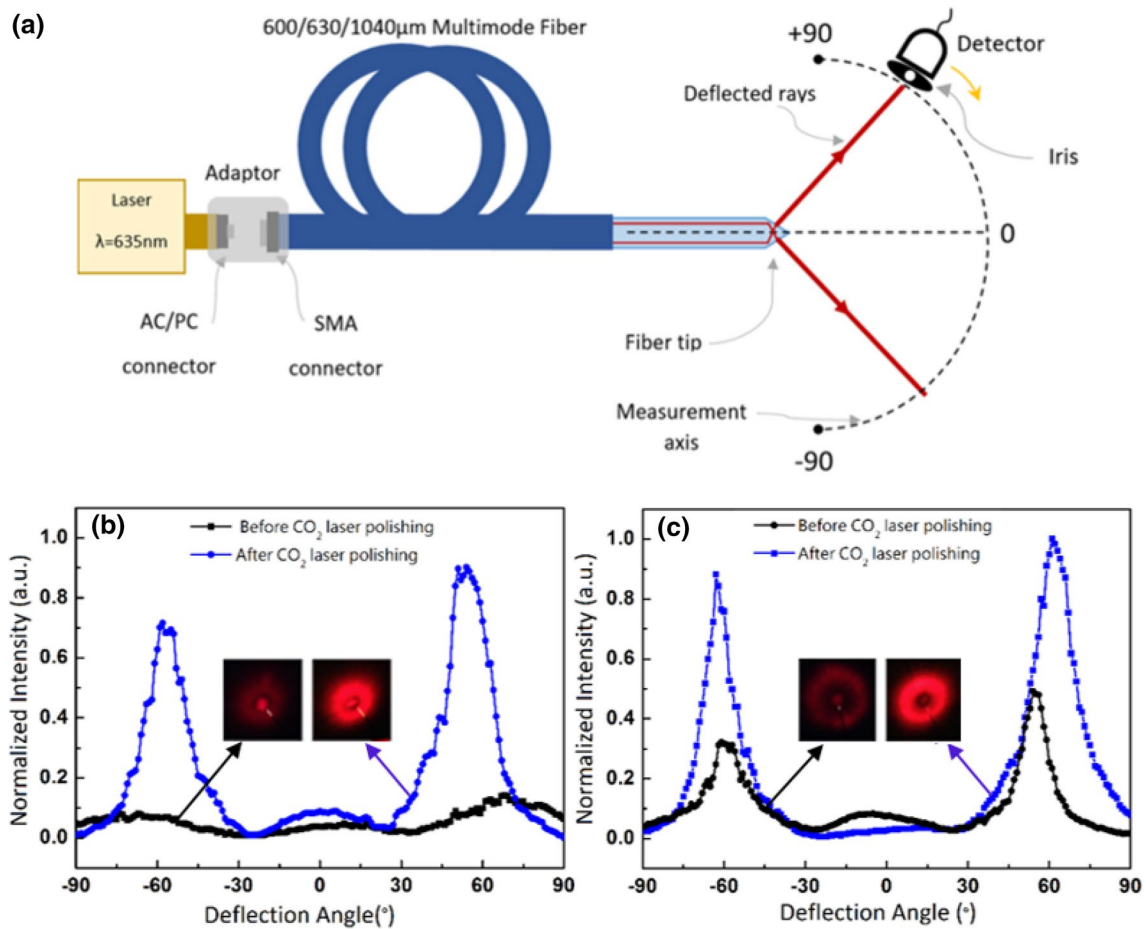 (a)
600/630/1040µm Multimode Fiber
+90
Detector
Deflected rays
Iris
Adaptor
Laser
λ=635nm
0
AC/PC
connector
SMA
connector
Fiber tip
Measurement
axis
-90
(b)
Before CO₂ laser polishing
After CO₂ laser polishing
Normalized Intensity (a.u.)
1.0
0.8
0.6
0.4
0.2
0.0
-90 -60 -30 0 30 60 90
Deflection Angle(°)
(c)
Before CO₂ laser polishing
After CO₂ laser polishing
Normalized Intensity (a.u.)
1.0
0.8
0.6
0.4
0.2
0.0
-90 -60 -30 0 30 60 90
Deflection Angle (°)